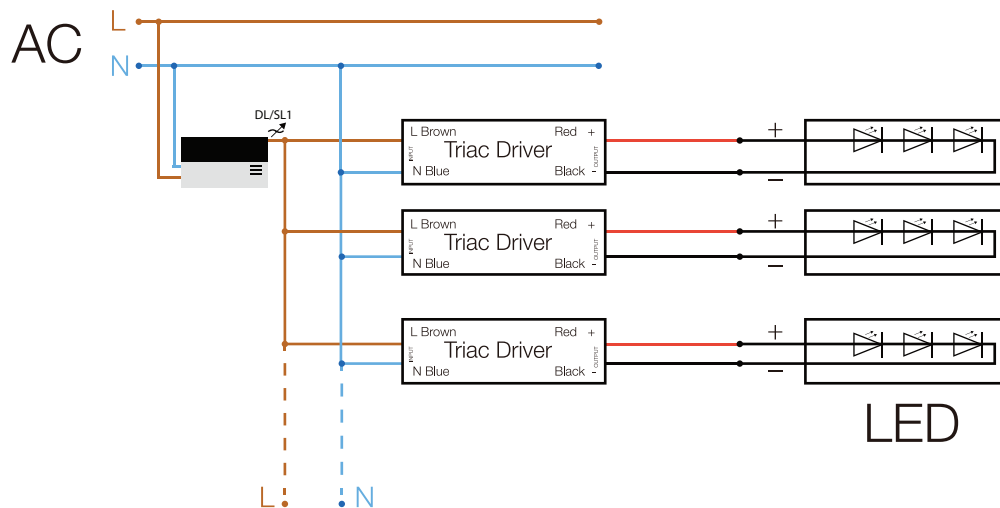 AC
L
N
DL/SL1
L Brown
Red +
INPUT
Triac Driver
OUTPUT
N Blue
Black -
+
—
L Brown
Red +
INPUT
Triac Driver
OUTPUT
N Blue
Black -
+
—
L Brown
Red +
INPUT
Triac Driver
OUTPUT
N Blue
Black -
+
—
LED
L
N